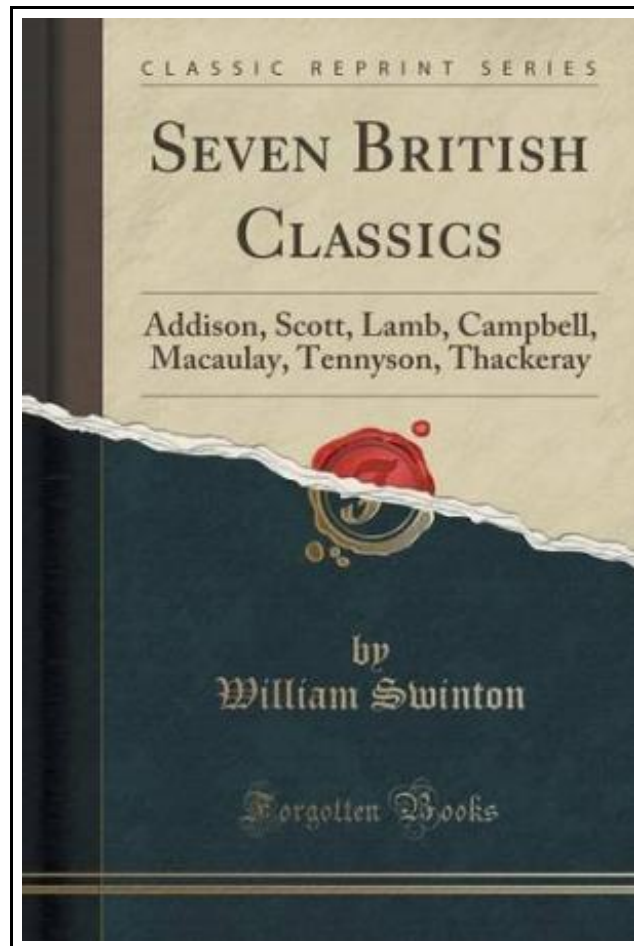 CLASSIC REPRINT SERIES
SEVEN BRITISH
CLASSICS
Addison, Scott, Lamb, Campbell,
Macaulay, Tennyson, Thackeray
F
by
William Swinton
Forgotten Books